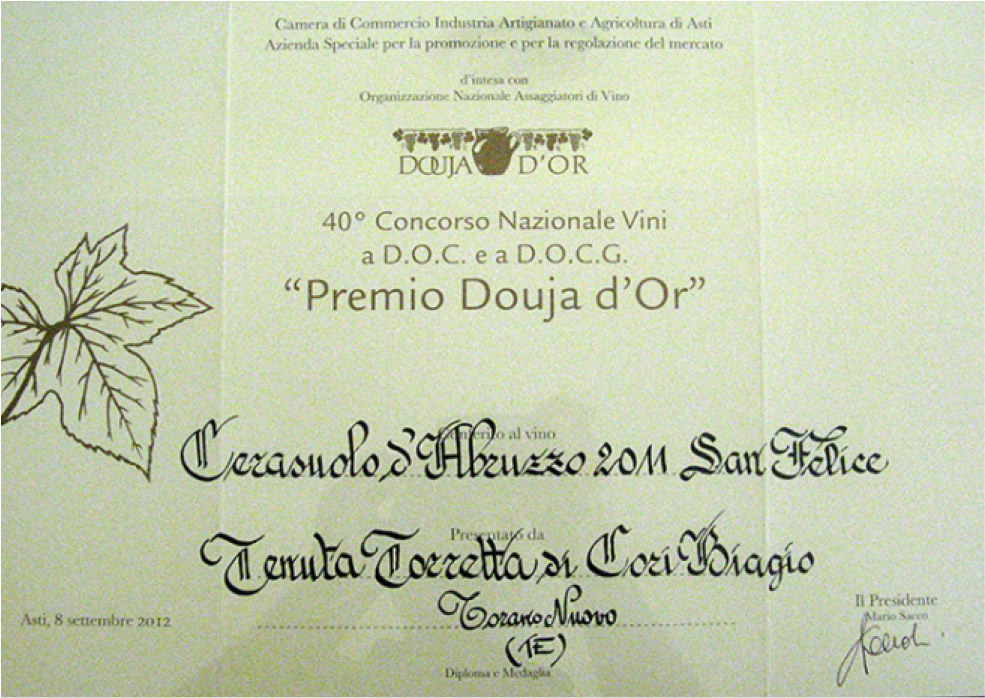 Camera di Commercio Industria Artigianato e Agricoltura di Asti
Azienda Speciale per la promozione e per la regolazione del mercato
d'intesa con
Organizzazione Nazionale Assaggiatori di Vino
DOUJA D'OR
40° Concorso Nazionale Vini
a D.O.C. e a D.O.C.G.
“Premio Douja d'Or”
Conferito al vino
Cerasuolo d'Abruzzo 2011 San Felice
Presentato da
Tenuta Torretta di Cori Biagio
Torano Nuovo
(TE)
Asti, 8 settembre 2012
Il Presidente
Mario Sacco
Diploma e Medaglia